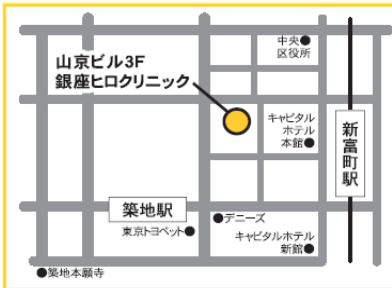 中央
区役所
山京ビル3F
銀座ヒロクリニック
キャピタル
ホテル
本館
新富町駅
築地駅
デニーズ
東京トヨペット
キャピタルホテル
新館
築地本願寺